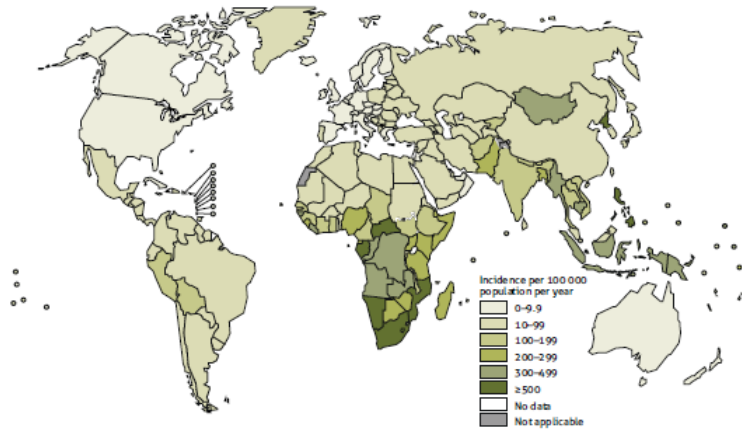 Incidence per 100 000
population per year
0–9.9
10–99
100–199
200–299
300–499
≥500
No data
Not applicable